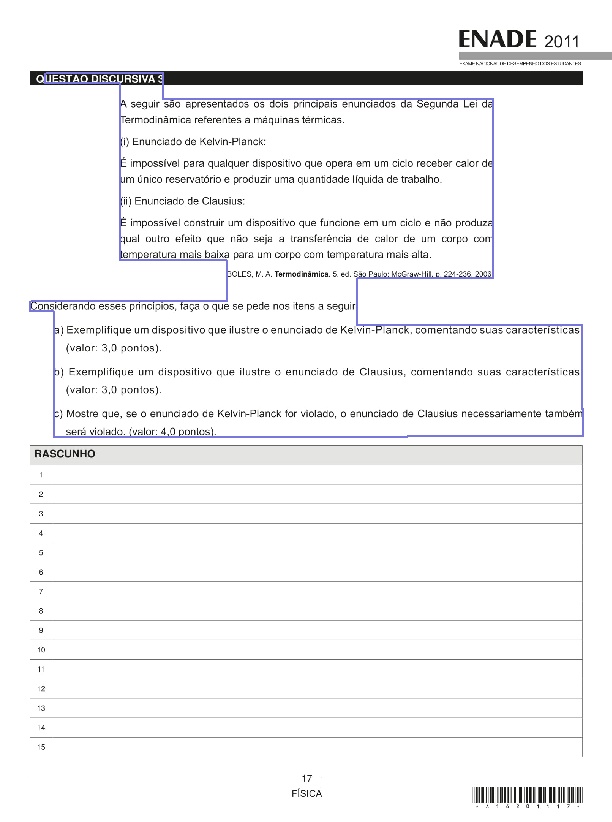 ENADE 2011
EXAME NACIONAL DE DESEMPENHO DOS ESTUDANTES
QUESTÃO DISCURSIVA 3
A seguir são apresentados os dois principais enunciados da Segunda Lei da
Termodinâmica referentes a máquinas térmicas.
(i) Enunciado de Kelvin-Planck:
É impossível para qualquer dispositivo que opera em um ciclo receber calor de
um único reservatório e produzir uma quantidade líquida de trabalho.
(ii) Enunciado de Clausius:
É impossível construir um dispositivo que funcione em um ciclo e não produza
qual outro efeito que não seja a transferência de calor de um corpo com
temperatura mais baixa para um corpo com temperatura mais alta.
BOLES, M. A. Termodinâmica. 5. ed. São Paulo: McGraw-Hill, p. 224-236, 2003.
Considerando esses princípios, faça o que se pede nos itens a seguir.
a) Exemplifique um dispositivo que ilustre o enunciado de Kelvin-Planck, comentando suas características
(valor: 3,0 pontos).
b) Exemplifique um dispositivo que ilustre o enunciado de Clausius, comentando suas características
(valor: 3,0 pontos).
c) Mostre que, se o enunciado de Kelvin-Planck for violado, o enunciado de Clausius necessariamente também
será violado. (valor: 4,0 pontos).
RASCUNHO
1
2
3
4
5
6
7
8
9
10
11
12
13
14
15
17
FÍSICA